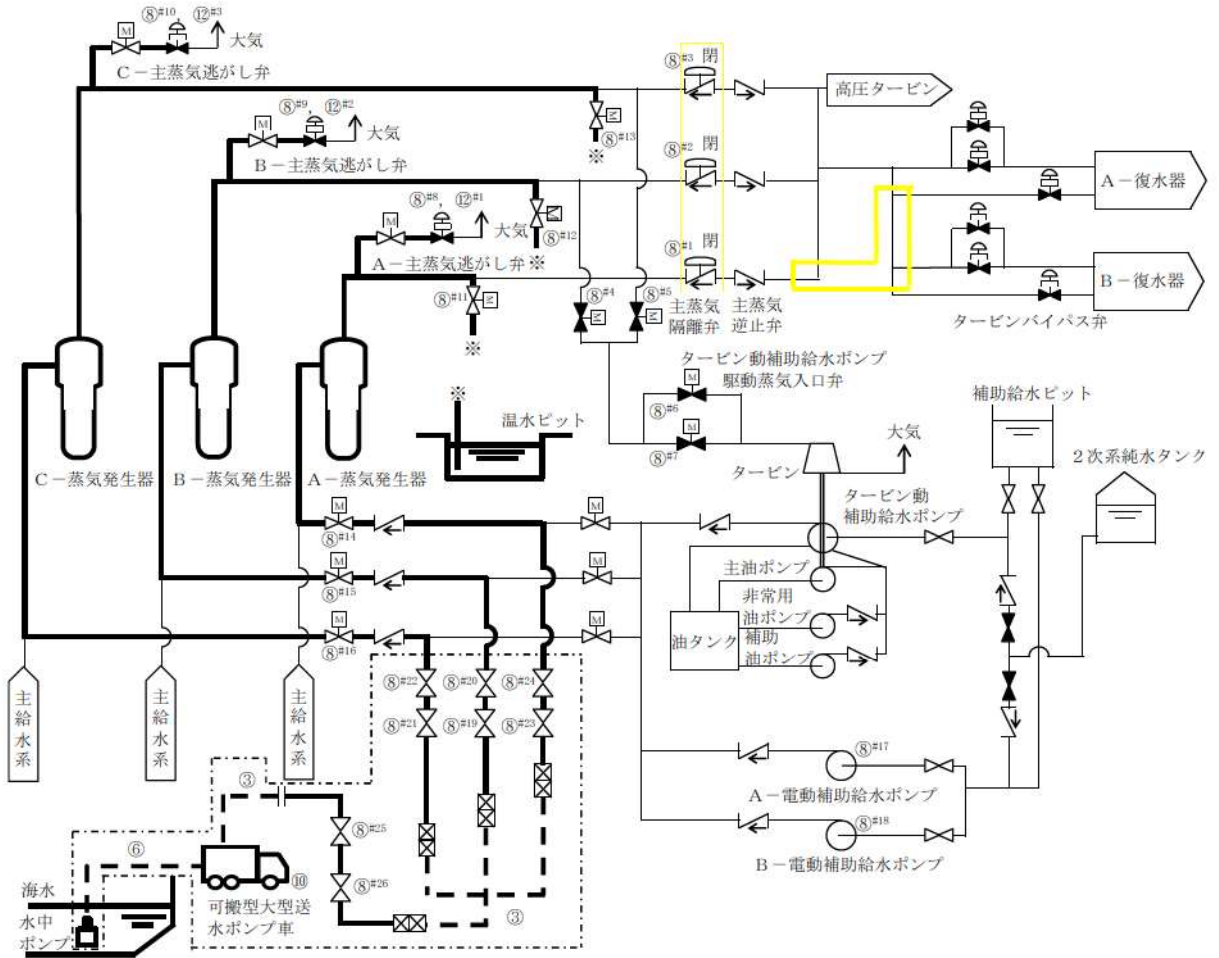 ⑧#10, ⑫#3
M
大気
C－主蒸気逃がし弁
⑧#3 閉
高圧タービン
⑧#9, ⑫#2
M
大気
B－主蒸気逃がし弁
M
⑧#13
※
⑧#2 閉
A－復水器
⑧#8, ⑫#1
M
大気
A－主蒸気逃がし弁
M
⑧#12
※
⑧#1 閉
B－復水器
⑧#11
M
※
⑧#4
M
⑧#5
M
主蒸気
隔離弁
主蒸気
逆止弁
タービンバイパス弁
タービン動補助給水ポンプ
駆動蒸気入口弁
M
⑧#6
M
⑧#7
※
温水ピット
補助給水ピット
大気
２次系純水タンク
タービン
C－蒸気発生器
B－蒸気発生器
A－蒸気発生器
タービン動
補助給水ポンプ
M
⑧#14
M
M
⑧#15
M
M
⑧#16
M
主油ポンプ
非常用
油ポンプ
補助
油ポンプ
油タンク
主給水系
主給水系
主給水系
⑧#22
⑧#20
⑧#24
⑧#21
⑧#19
⑧#23
⑧#17
A－電動補助給水ポンプ
⑧#18
B－電動補助給水ポンプ
③
⑧#25
⑥
⑧#26
⑩
③
海水
水中
ポンプ
可搬型大型送
水ポンプ車